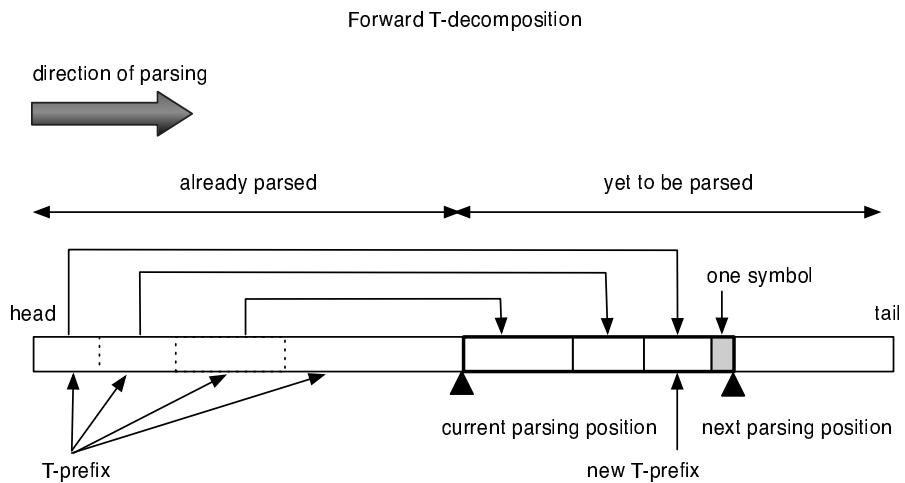 Forward T-decomposition
direction of parsing
already parsed
yet to be parsed
one symbol
head
tail
current parsing position
next parsing position
T-prefix
new T-prefix